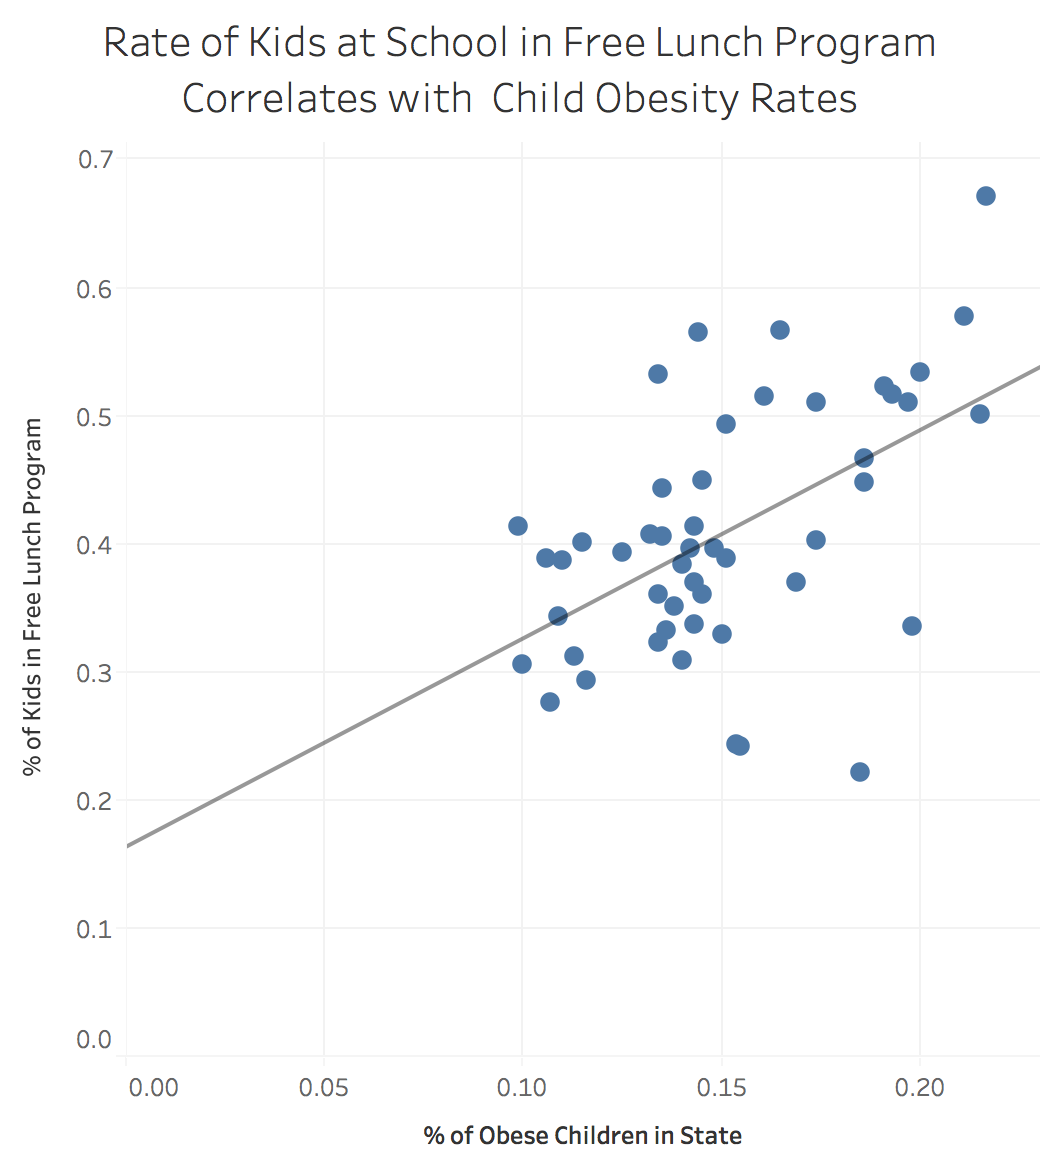 Rate of Kids at School in Free Lunch Program
Correlates with  Child Obesity Rates
0.7
0.6
0.5
0.4
0.3
0.2
0.1
0.0
% of Kids in Free Lunch Program
0.00 0.05 0.10 0.15 0.20
% of Obese Children in State